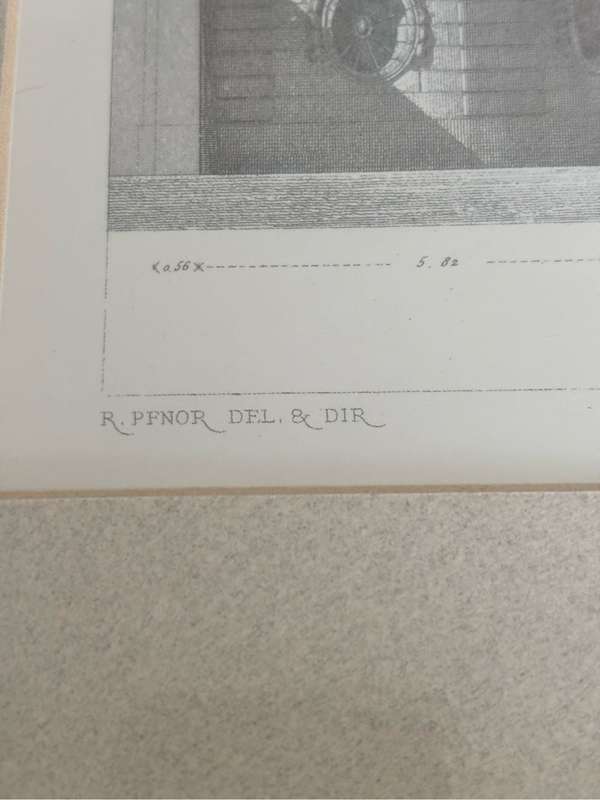 0,56 5,82
R. PFNOR DEL. & DIR